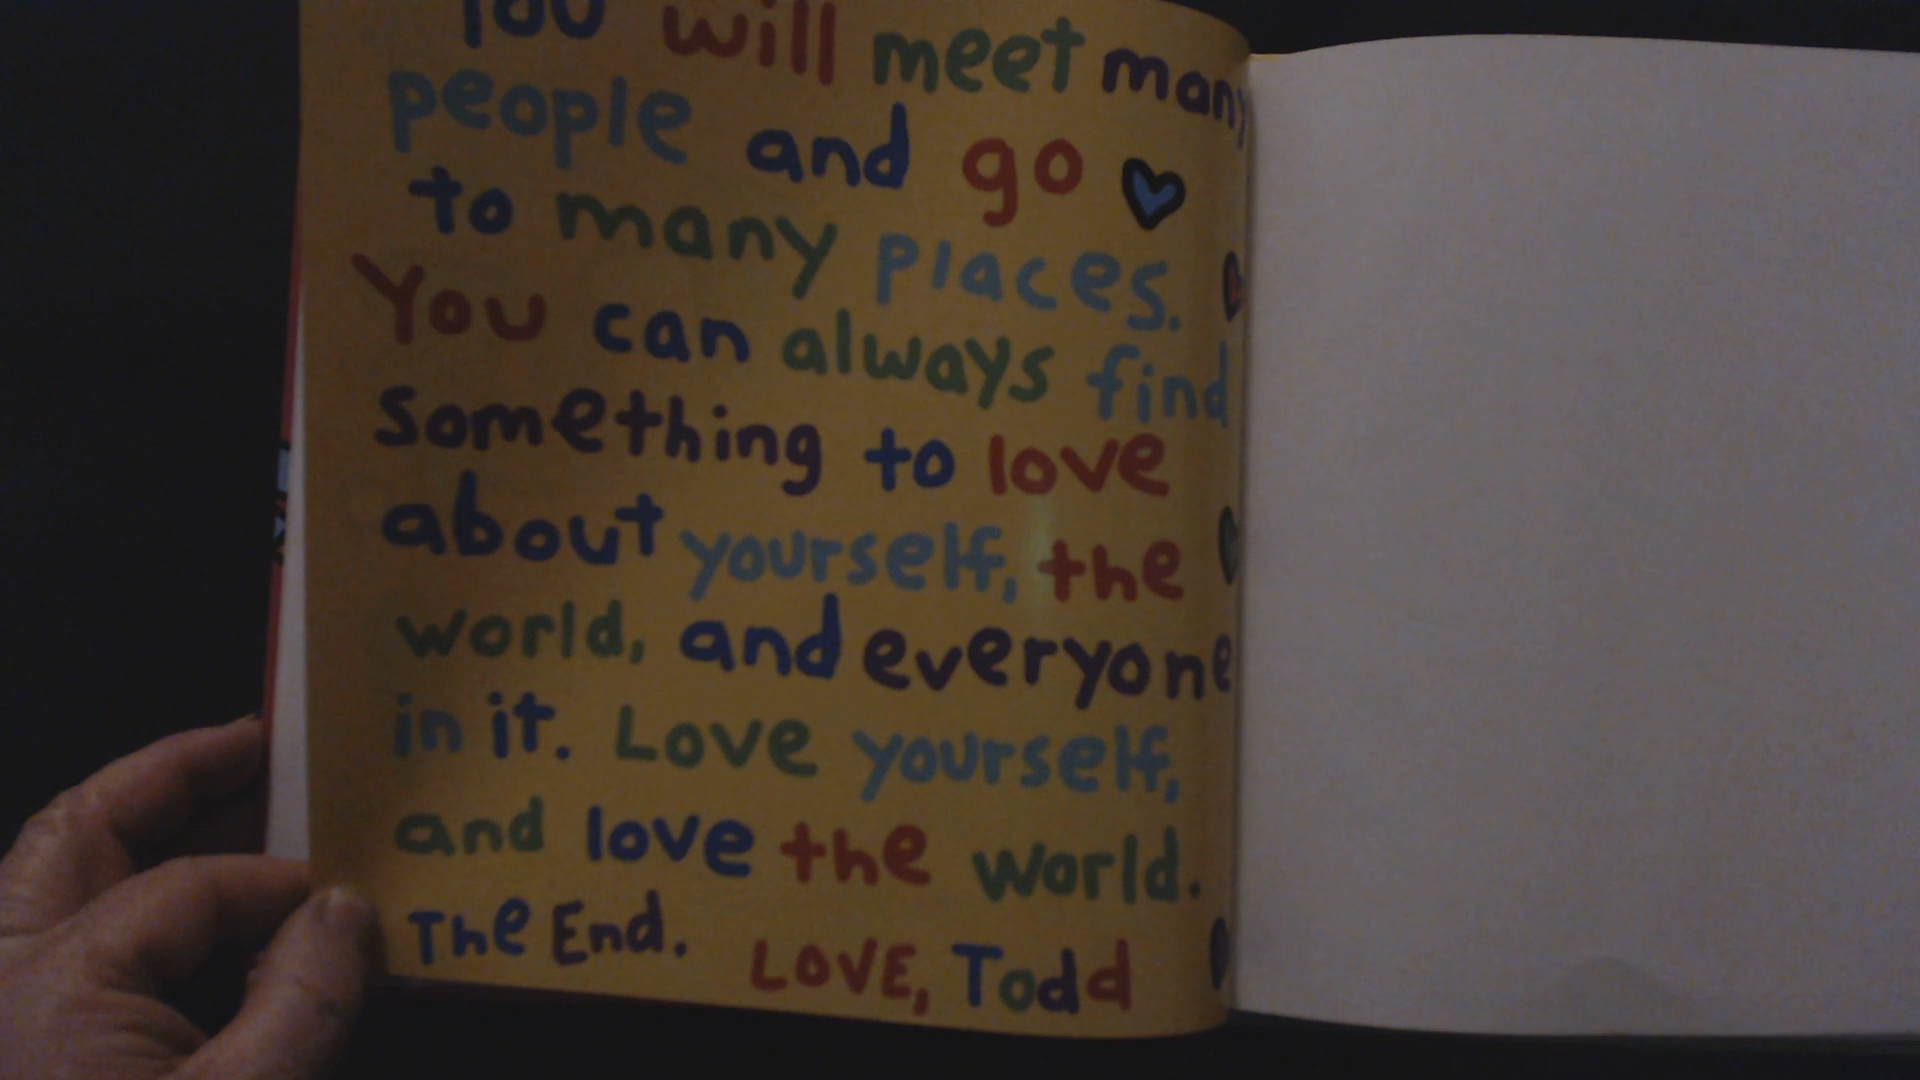 You will meet many
people and go
to many places.
You can always find
something to love
about yourself, the
world, and everyone
in it. Love yourself,
and love the world.
The End. LOVE, Todd